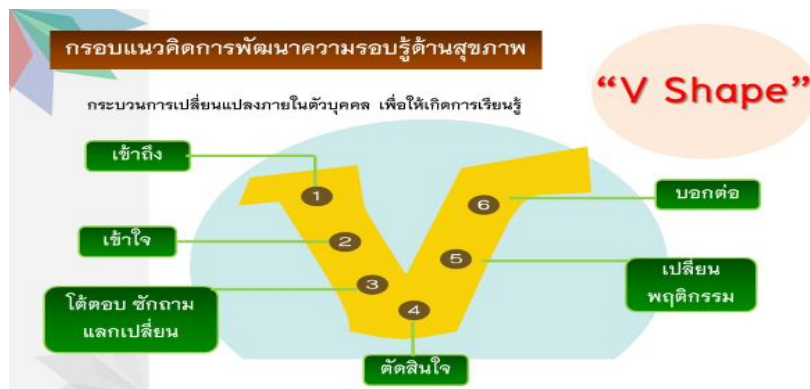 กรอบแนวคิดการพัฒนาความรอบรู้ด้านสุขภาพ
“V Shape”
กระบวนการเปลี่ยนแปลงภายในตัวบุคคล เพื่อให้เกิดการเรียนรู้
เข้าถึง
1
เข้าใจ
2
โต้ตอบ ซักถาม
แลกเปลี่ยน
3
ตัดสินใจ
4
เปลี่ยน
พฤติกรรม
5
บอกต่อ
6